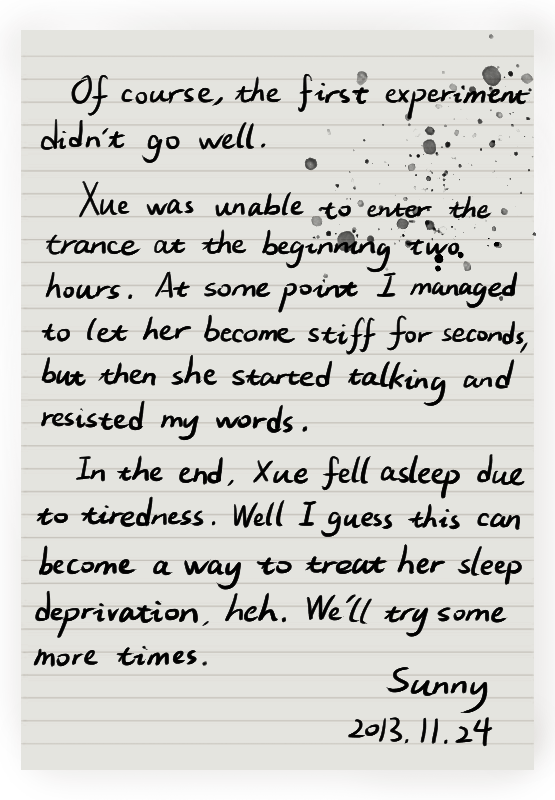 Of course, the first experiment
didn't go well.
Xue was unable to enter the
trance at the beginning two
hours. At some point I managed
to let her become stiff for seconds,
but then she started talking and
resisted my words.
In the end, Xue fell asleep due
to tiredness. Well I guess this can
become a way to treat her sleep
deprivation, heh. We'll try some
more times.
Sunny
2013.11.24